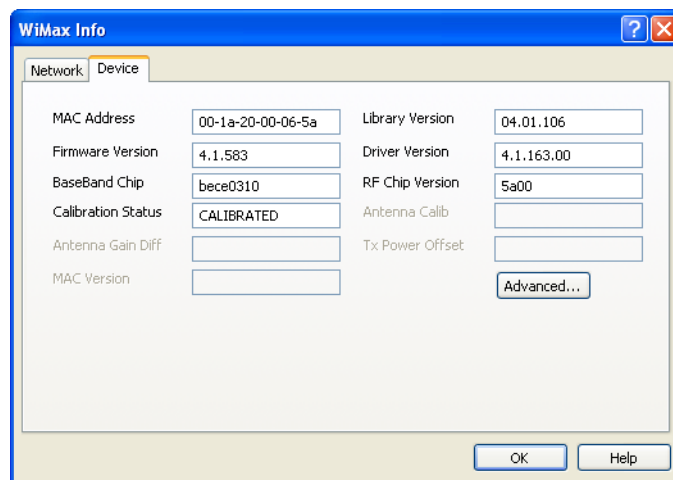 WiMax Info
Network Device
MAC Address 00-1a-20-00-06-5a Library Version 04.01.106
Firmware Version 4.1.583 Driver Version 4.1.163.00
BaseBand Chip bece0310 RF Chip Version 5a00
Calibration Status CALIBRATED Antenna Calib
Antenna Gain Diff Tx Power Offset
MAC Version Advanced...
OK Help